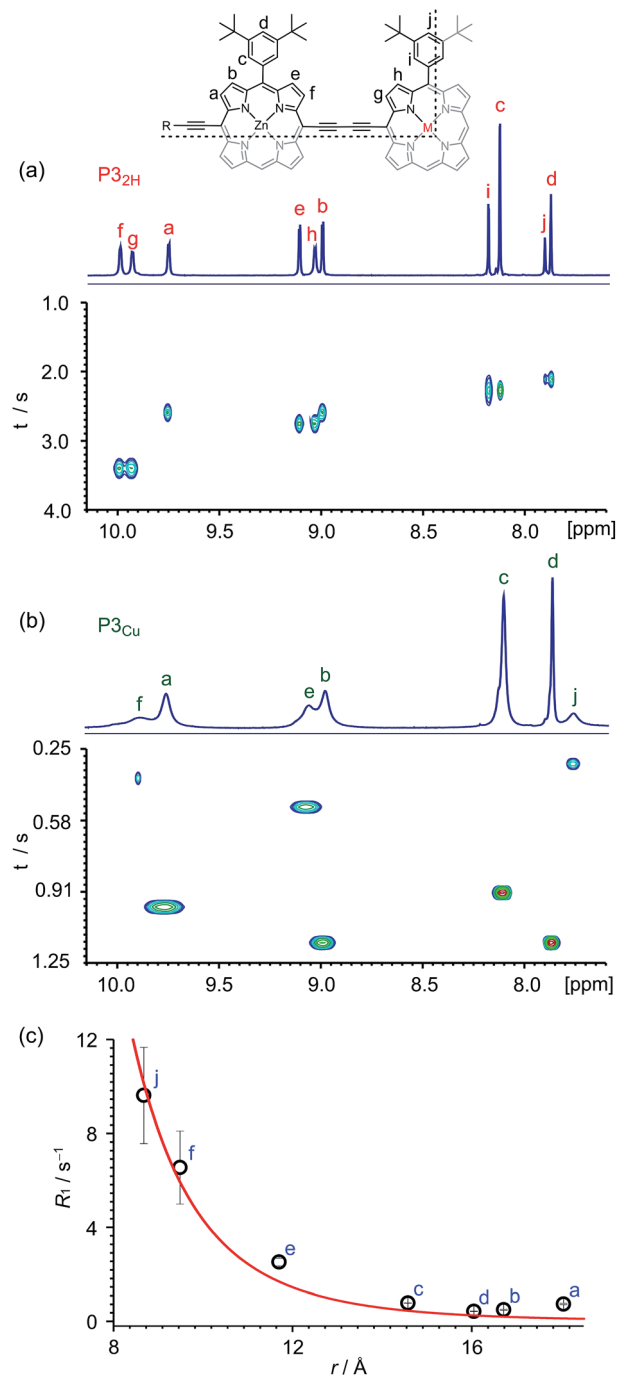 d j
c i
b e h
a f g
N N N N
R Zn M
N N N N
(a)
P32H
f g a e h b i c j d
1.0
2.0
3.0
4.0
t / s
10.0 9.5 9.0 8.5 8.0 [ppm]
(b)
P3Cu
f a e b c d j
0.25
0.58
0.91
1.25
t / s
10.0 9.5 9.0 8.5 8.0 [ppm]
(c)
12
8
4
0
R1 / s⁻¹
j
f
e
c d b a
8 12 16
r / Å